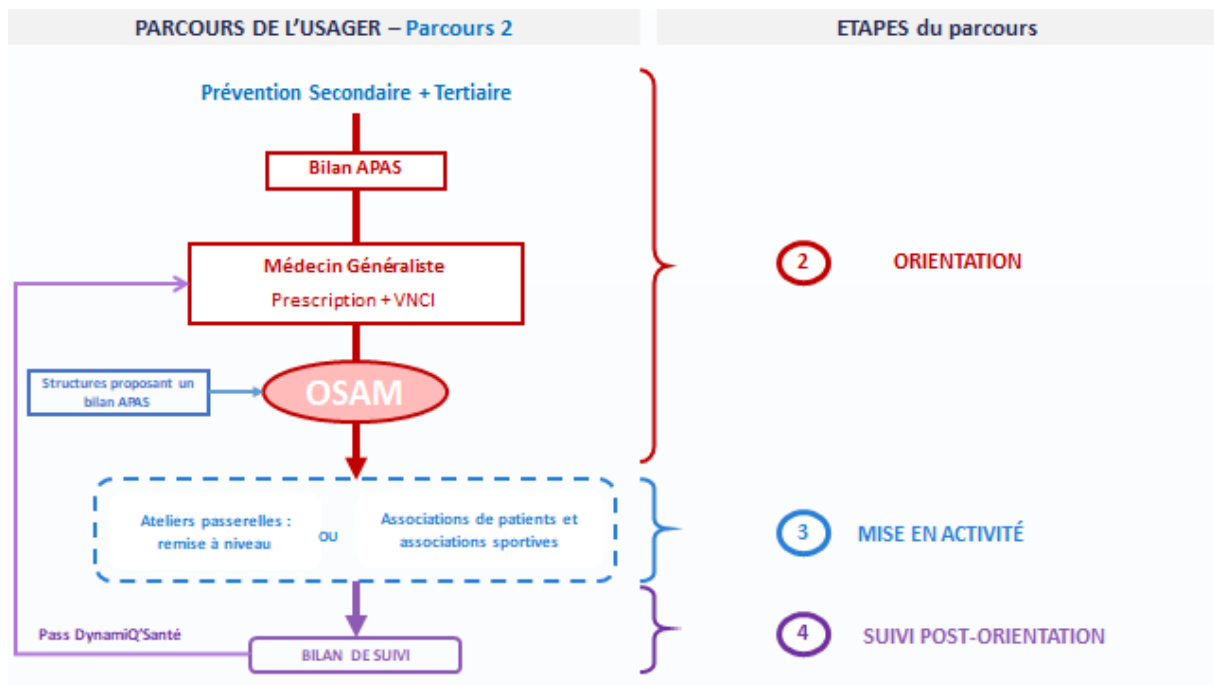 PARCOURS DE L'USAGER – Parcours 2
ETAPES du parcours
Prévention Secondaire + Tertiaire
Bilan APAS
Médecin Généraliste
Prescription + VNCI
2
ORIENTATION
Structures proposant un
bilan APAS
OSAM
Ateliers passerelles :
remise à niveau
OU
Associations de patients et
associations sportives
3
MISE EN ACTIVITÉ
Pass DynamiQ'Santé
BILAN DE SUIVI
4
SUIVI POST-ORIENTATION